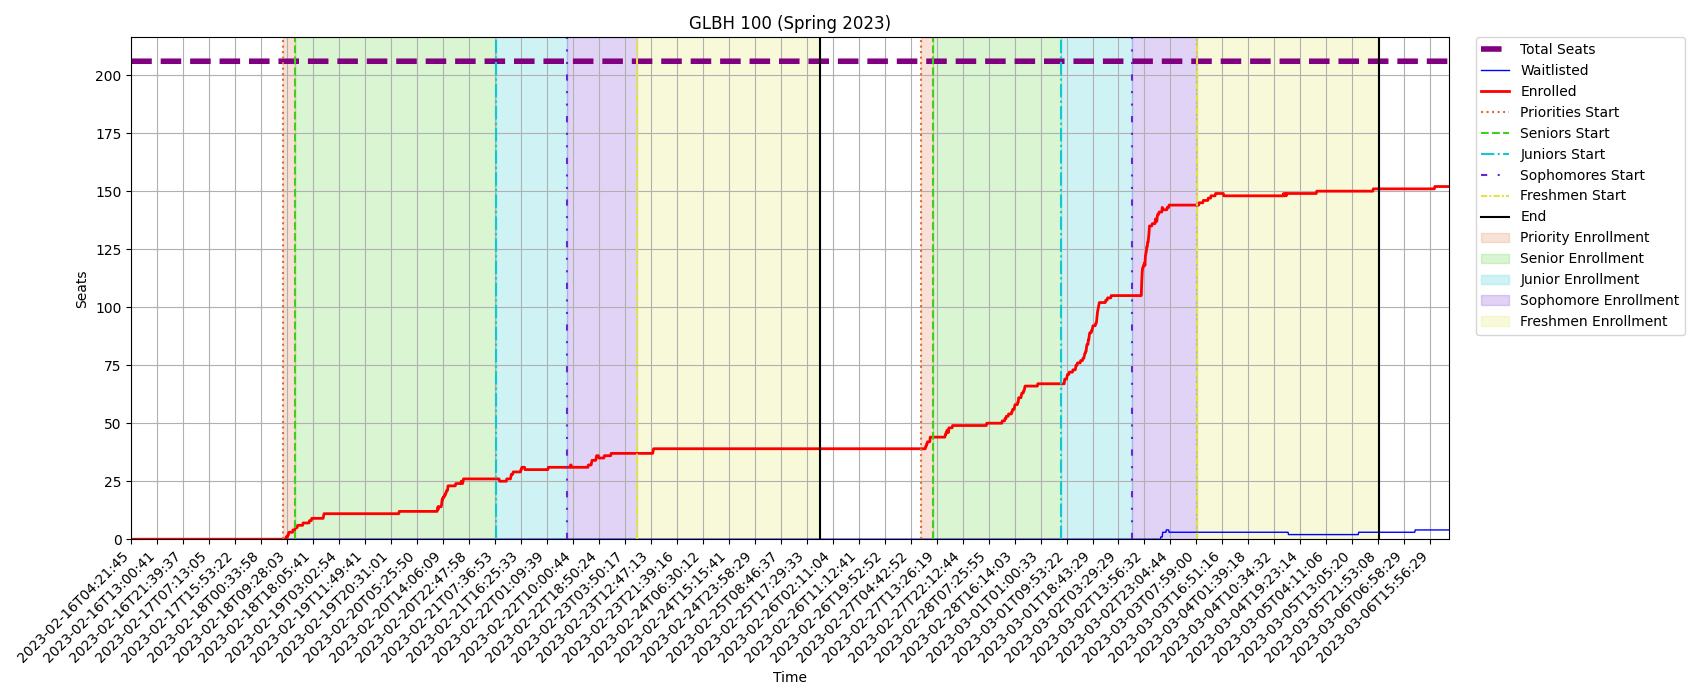 GLBH 100 (Spring 2023)
Seats
200
175
150
125
100
75
50
25
0
2023-02-16T04:21:45
2023-02-16T13:00:41
2023-02-16T21:39:37
2023-02-17T07:13:05
2023-02-17T15:53:22
2023-02-18T00:33:58
2023-02-18T09:28:03
2023-02-18T18:05:41
2023-02-19T03:02:54
2023-02-19T11:49:41
2023-02-19T20:31:01
2023-02-20T05:25:50
2023-02-20T14:06:09
2023-02-20T22:47:58
2023-02-21T07:36:53
2023-02-21T16:25:33
2023-02-22T01:09:39
2023-02-22T10:00:44
2023-02-22T18:50:24
2023-02-23T03:50:17
2023-02-23T12:47:13
2023-02-23T21:39:16
2023-02-24T06:30:12
2023-02-24T15:15:41
2023-02-24T23:58:29
2023-02-25T08:46:37
2023-02-25T17:29:33
2023-02-26T02:11:04
2023-02-26T11:12:41
2023-02-26T19:52:52
2023-02-27T04:42:52
2023-02-27T13:26:19
2023-02-27T22:12:44
2023-02-28T07:25:55
2023-02-28T16:14:03
2023-03-01T01:00:33
2023-03-01T09:53:22
2023-03-01T18:43:29
2023-03-02T03:29:29
2023-03-02T13:56:32
2023-03-02T23:04:44
2023-03-03T07:59:00
2023-03-03T16:51:16
2023-03-04T01:39:18
2023-03-04T10:34:32
2023-03-04T19:23:14
2023-03-05T04:11:06
2023-03-05T13:05:20
2023-03-05T21:53:08
2023-03-06T06:58:29
2023-03-06T15:56:29
Time
Total Seats
Waitlisted
Enrolled
Priorities Start
Seniors Start
Juniors Start
Sophomores Start
Freshmen Start
End
Priority Enrollment
Senior Enrollment
Junior Enrollment
Sophomore Enrollment
Freshmen Enrollment